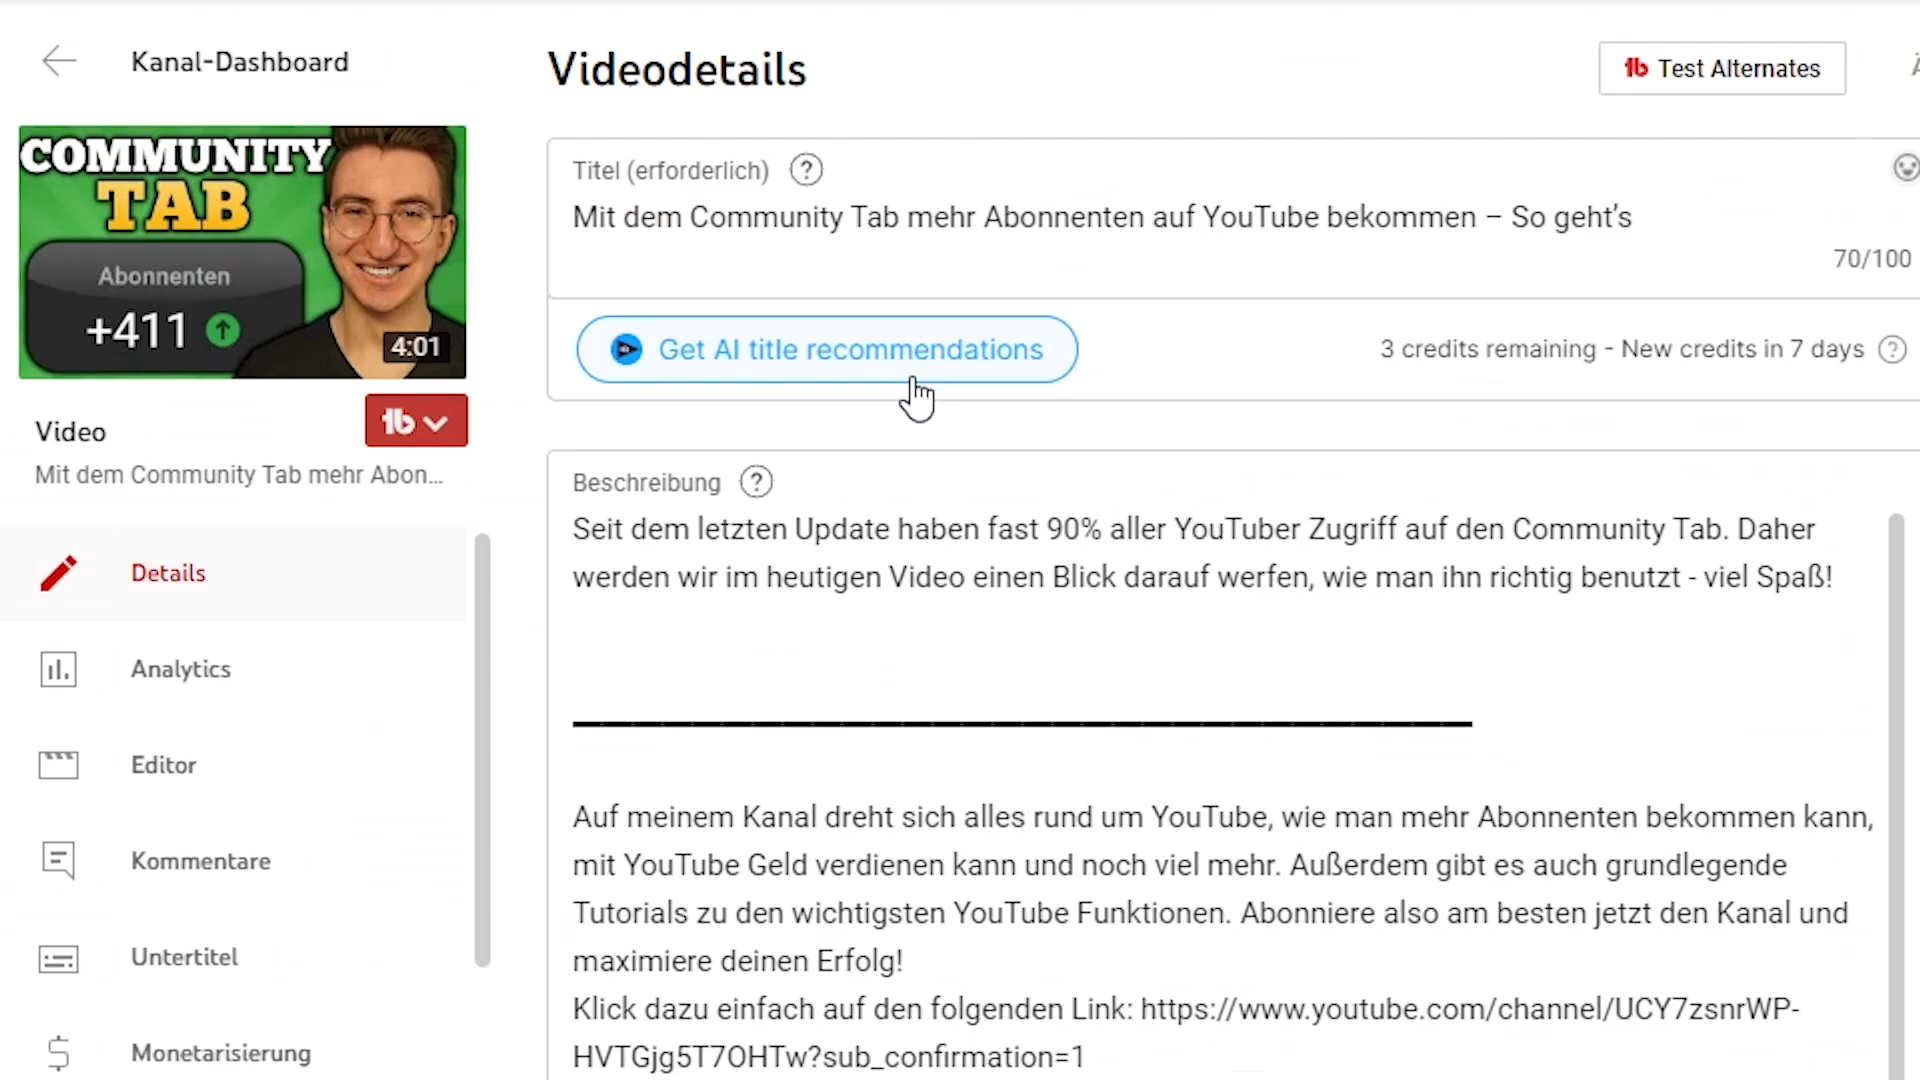 Kanal-Dashboard
Videodetails
Test Alternates
COMMUNITY
TAB
Abonnenten
+411
4:01
Video
Mit dem Community Tab mehr Abon...
Details
Analytics
Editor
Kommentare
Untertitel
Monetarisierung
Titel (erforderlich)
Mit dem Community Tab mehr Abonnenten auf YouTube bekommen – So geht’s
70/100
Get AI title recommendations
3 credits remaining - New credits in 7 days
Beschreibung
Seit dem letzten Update haben fast 90% aller YouTuber Zugriff auf den Community Tab. Daher
werden wir im heutigen Video einen Blick darauf werfen, wie man ihn richtig benutzt - viel Spaß!
Auf meinem Kanal dreht sich alles rund um YouTube, wie man mehr Abonnenten bekommen kann,
mit YouTube Geld verdienen kann und noch viel mehr. Außerdem gibt es auch grundlegende
Tutorials zu den wichtigsten YouTube Funktionen. Abonniere also am besten jetzt den Kanal und
maximiere deinen Erfolg!
Klick dazu einfach auf den folgenden Link: https://www.youtube.com/channel/UCY7zsnrWP-
HVTGjg5T7OHTw?sub_confirmation=1